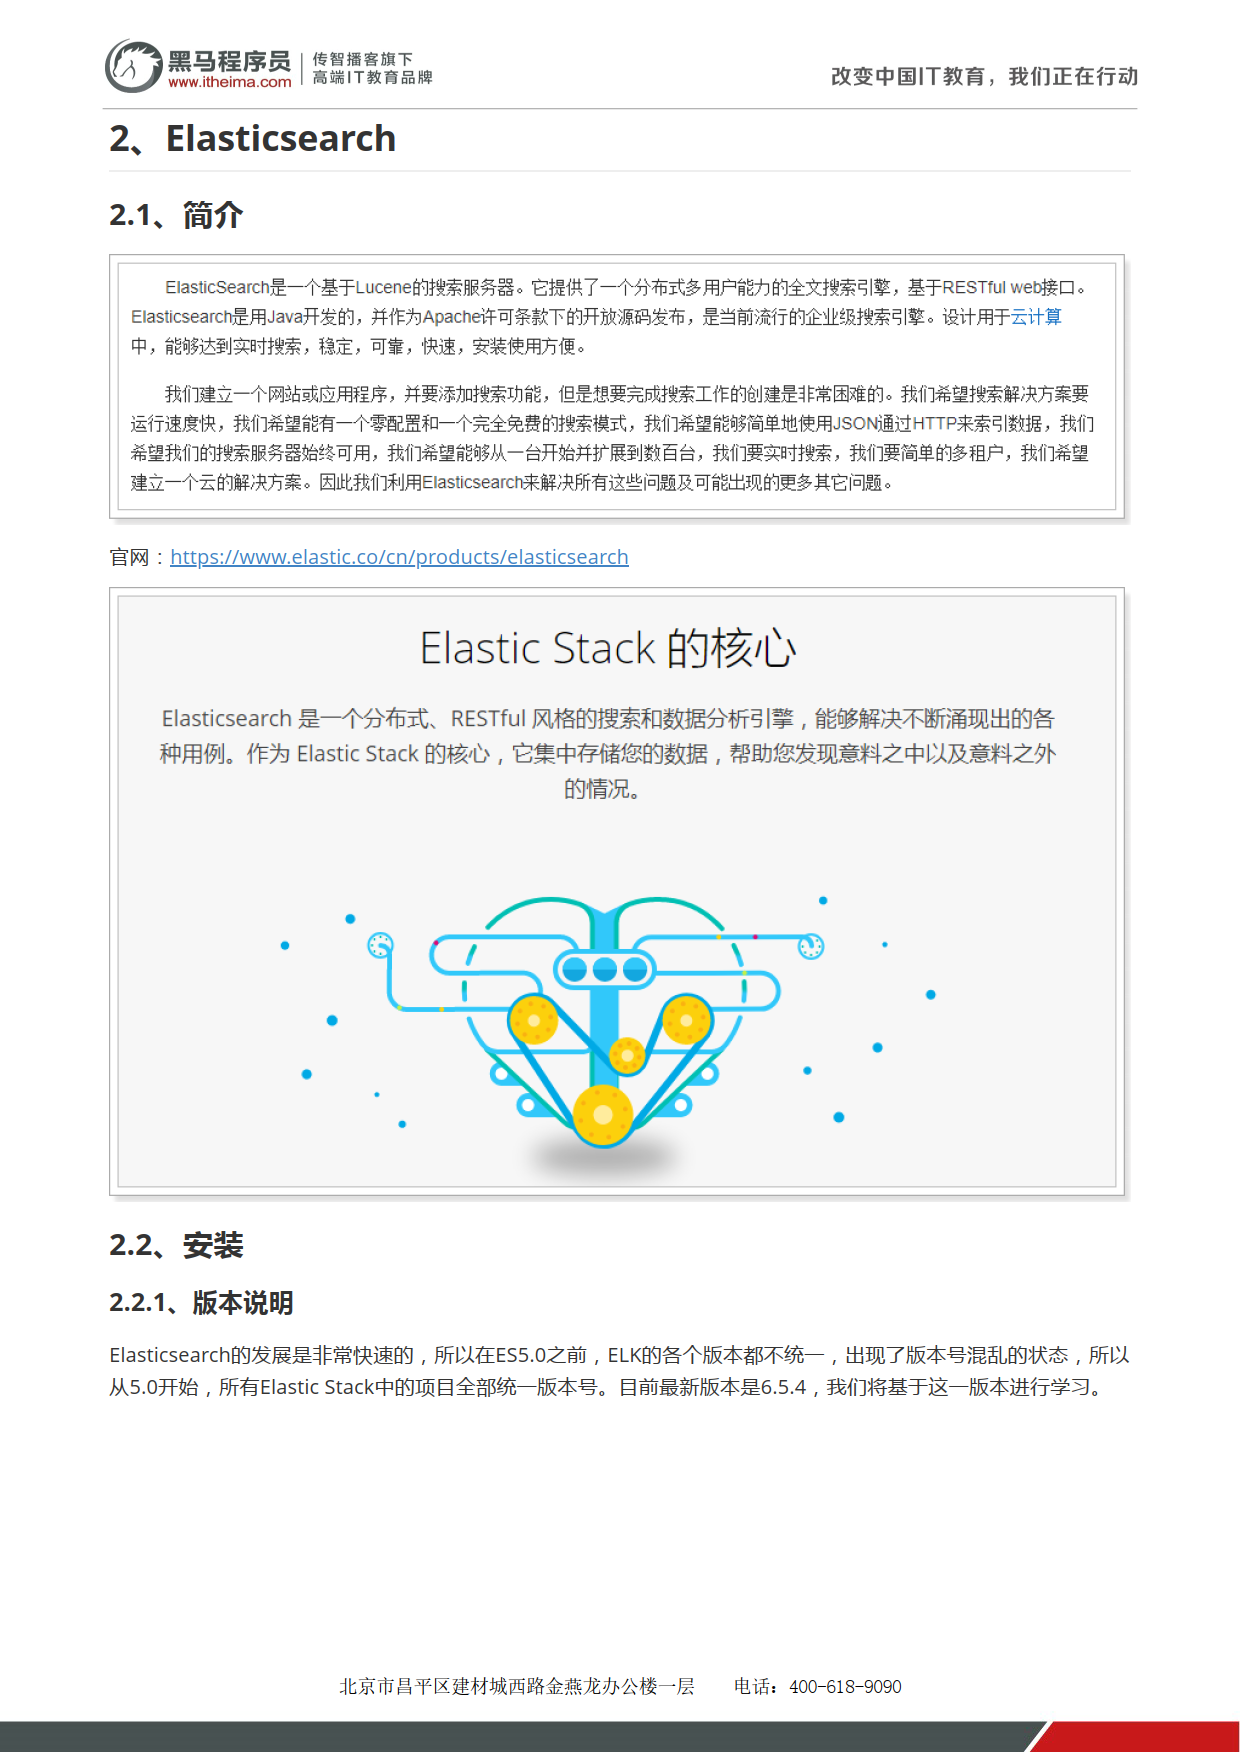 黑马程序员
www.itheima.com
传智播客旗下
高端IT教育品牌
改变中国IT教育，我们正在行动
2、Elasticsearch
2.1、简介
ElasticSearch是一个基于Lucene的搜索服务器。它提供了一个分布式多用户能力的全文搜索引擎，基于RESTful web接口。
Elasticsearch是用Java开发的，并作为Apache许可条款下的开放源码发布，是当前流行的企业级搜索引擎。设计用于云计算
中，能够达到实时搜索，稳定，可靠，快速，安装使用方便。
我们建立一个网站或应用程序，并要添加搜索功能，但是想要完成搜索工作的创建是非常困难的。我们希望搜索解决方案要
运行速度快，我们希望能有一个零配置和一个完全免费的搜索模式，我们希望能够简单地使用JSON通过HTTP来索引数据，我们
希望我们的搜索服务器始终可用，我们希望能够从一台开始并扩展到数百台，我们要实时搜索，我们要简单的多租户，我们希望
建立一个云的解决方案。因此我们利用Elasticsearch来解决所有这些问题及可能出现的更多其它问题。
官网：https://www.elastic.co/cn/products/elasticsearch
Elastic Stack 的核心
Elasticsearch 是一个分布式、RESTful 风格的搜索和数据分析引擎，能够解决不断涌现出的各
种用例。作为 Elastic Stack 的核心，它集中存储您的数据，帮助您发现意料之中以及意料之外
的情况。
2.2、安装
2.2.1、版本说明
Elasticsearch的发展是非常快速的，所以在ES5.0之前，ELK的各个版本都不统一，出现了版本号混乱的状态，所以
从5.0开始，所有Elastic Stack中的项目全部统一版本号。目前最新版本是6.5.4，我们将基于这一版本进行学习。
北京市昌平区建材城西路金燕龙办公楼一层 电话：400-618-9090